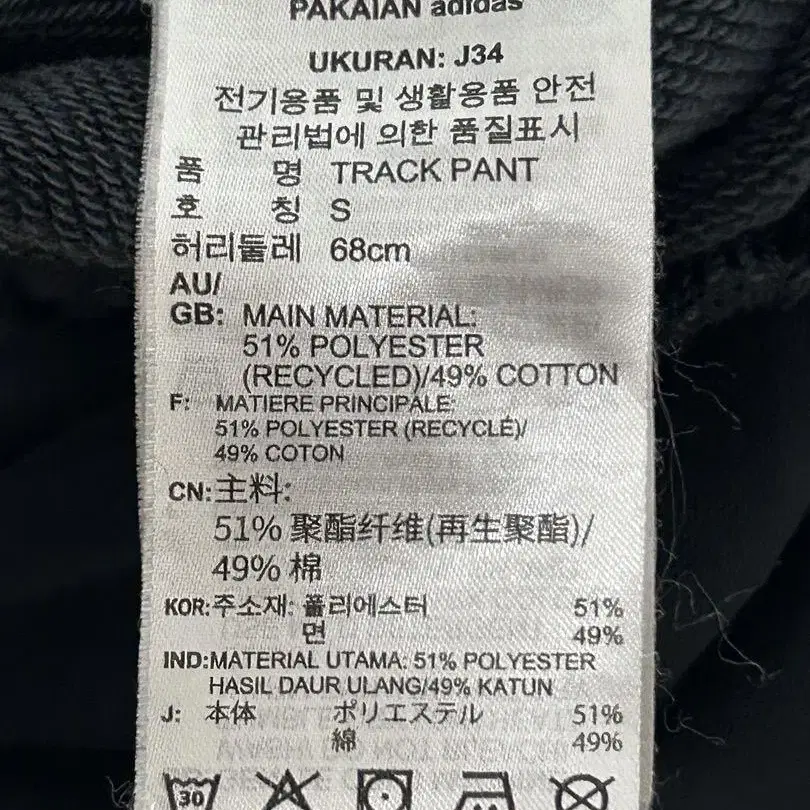 PAKAIAN adidas
UKURAN: J34
전기용품 및 생활용품 안전
관리법에 의한 품질표시
품 명 TRACK PANT
호 칭 S
허리둘레 68cm
AU/
GB: MAIN MATERIAL:
51% POLYESTER
(RECYCLED)/49% COTTON
F: MATIERE PRINCIPALE:
51% POLYESTER (RECYCLÉ)/
49% COTON
CN:主料:
51% 聚酯纤维(再生聚酯)/
49% 棉
KOR:주소재: 폴리에스터 51%
면 49%
IND:MATERIAL UTAMA: 51% POLYESTER
HASIL DAUR ULANG/49% KATUN
J: 本体 ポリエステル 51%
綿 49%
30